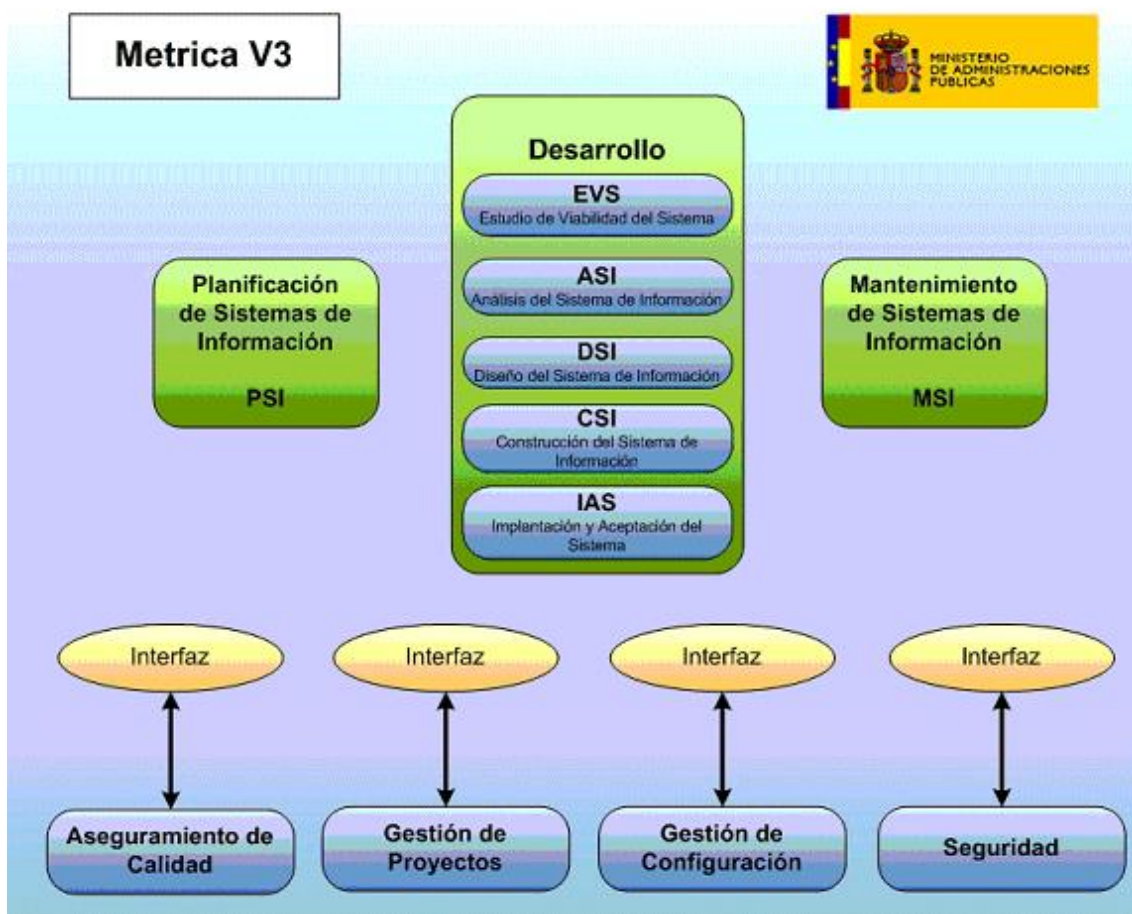 Metrica V3
MINISTERIO
DE ADMINISTRACIONES
PUBLICAS
Desarrollo
EVS
Estudio de Viabilidad del Sistema
ASI
Análisis del Sistema de Información
DSI
Diseño del Sistema de Información
CSI
Construcción del Sistema de
Información
IAS
Implantación y Aceptación del
Sistema
Planificación
de Sistemas de
Información
PSI
Mantenimiento
de Sistemas de
Información
MSI
Interfaz
Interfaz
Interfaz
Interfaz
Aseguramiento de
Calidad
Gestión de
Proyectos
Gestión de
Configuración
Seguridad